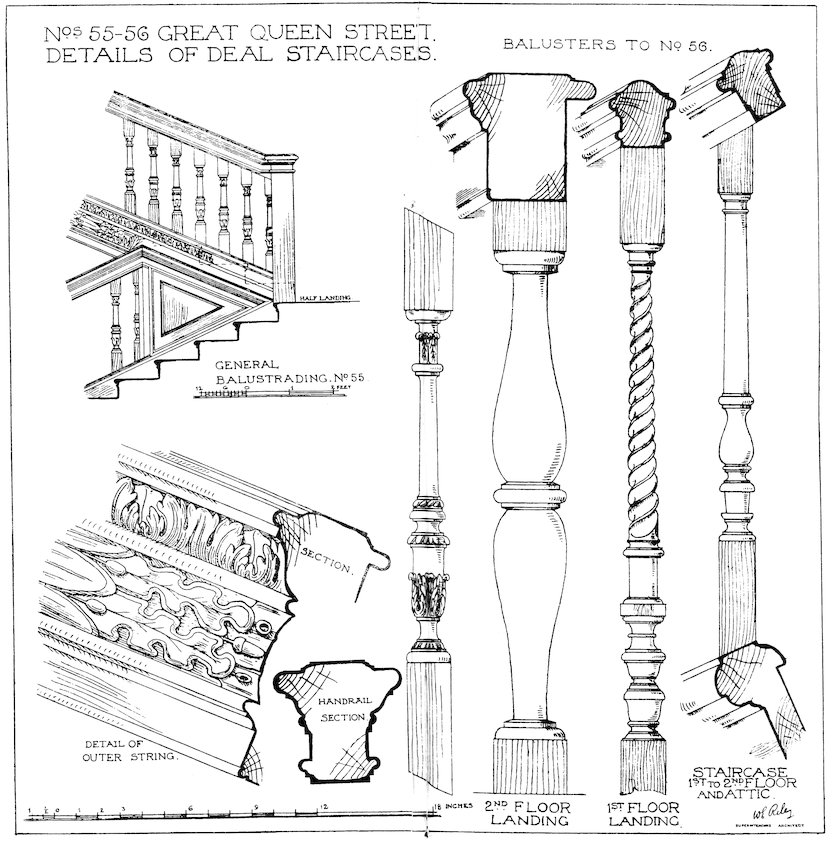 Nos 55-56 GREAT QUEEN STREET.
DETAILS OF DEAL STAIRCASES.
BALUSTERS TO No 56.
HALF LANDING
GENERAL
BALUSTRADING. No 55.
12 6 0 1 2 FEET
SECTION.
HANDRAIL
SECTION
DETAIL OF
OUTER STRING.
1 ½ 0 1 2 3 6 9 12 18 INCHES
2ND FLOOR
LANDING
1ST FLOOR
LANDING.
STAIRCASE
1ST TO 2ND FLOOR
AND ATTIC.
W E Riley
SUPERINTENDING ARCHITECT